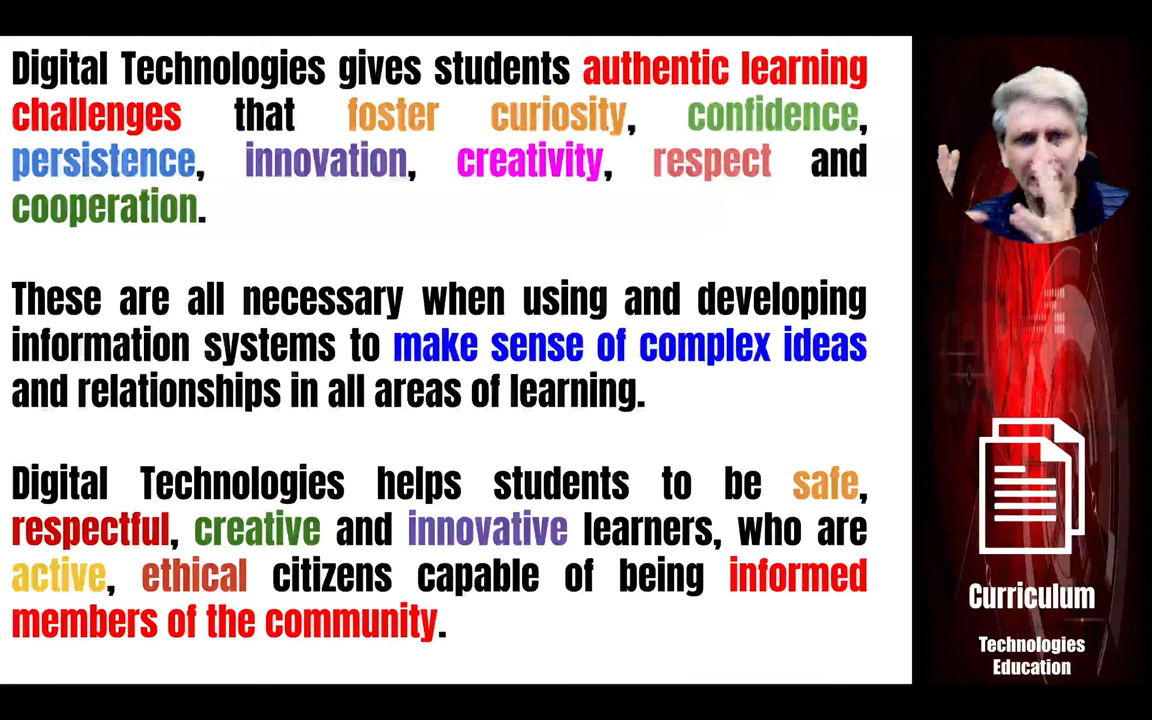 Digital Technologies gives students authentic learning
challenges that foster curiosity, confidence,
persistence, innovation, creativity, respect and
cooperation.
These are all necessary when using and developing
information systems to make sense of complex ideas
and relationships in all areas of learning.
Digital Technologies helps students to be safe,
respectful, creative and innovative learners, who are
active, ethical citizens capable of being informed
members of the community.
Curriculum
Technologies
Education